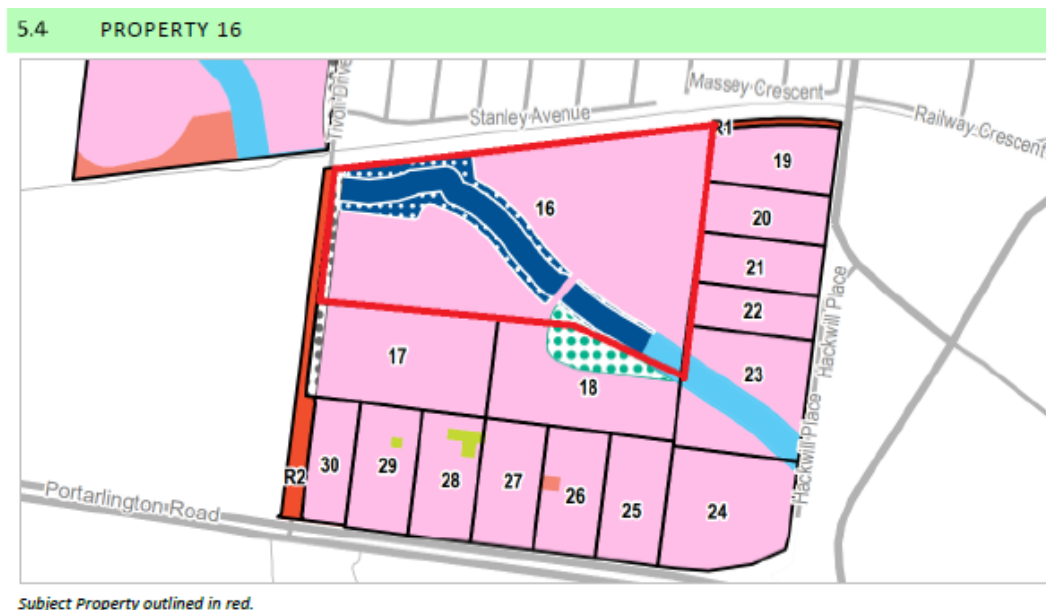 5.4 PROPERTY 16
Massey Crescent
Tivoli Drive
Stanley Avenue
Railway Crescent
R1
19
16
20
21
22
Hackwill Place
17
18
23
Hackwill Place
30
29
28
27
26
25
24
R2
Portarlington Road
Subject Property outlined in red.